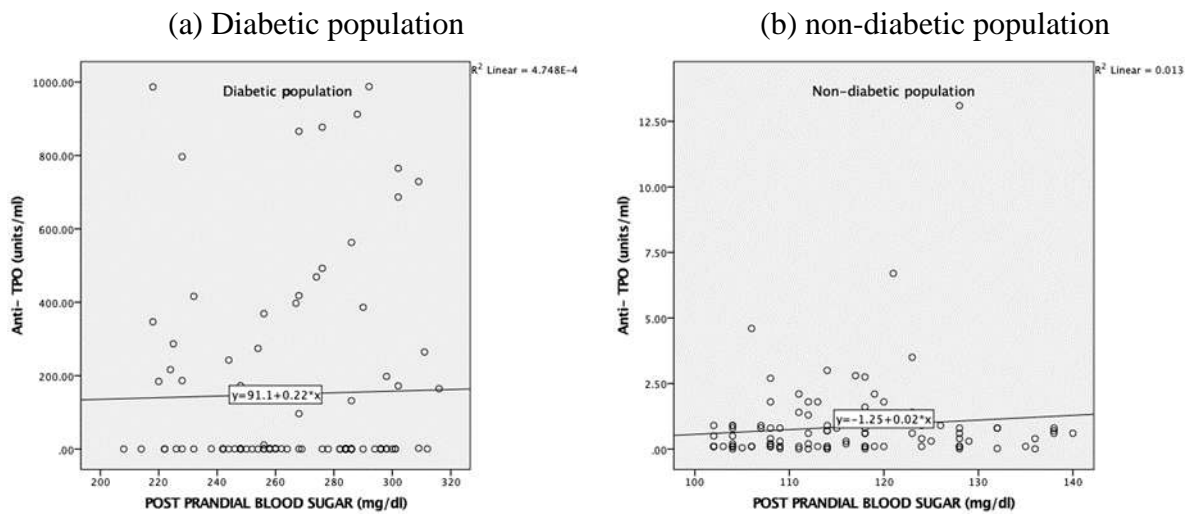 (a) Diabetic population
(b) non-diabetic population
R² Linear = 4.748E-4
Diabetic population
1000.00
800.00
600.00
400.00
200.00
.00
Anti- TPO (units/ml)
y=91.1+0.22*x
200 220 240 260 280 300 320
POST PRANDIAL BLOOD SUGAR (mg/dl)
R² Linear = 0.013
Non-diabetic population
12.50
10.00
7.50
5.00
2.50
.00
Anti- TPO (units/ml)
y=-1.25+0.02*x
100 110 120 130 140
POST PRANDIAL BLOOD SUGAR (mg/dl)